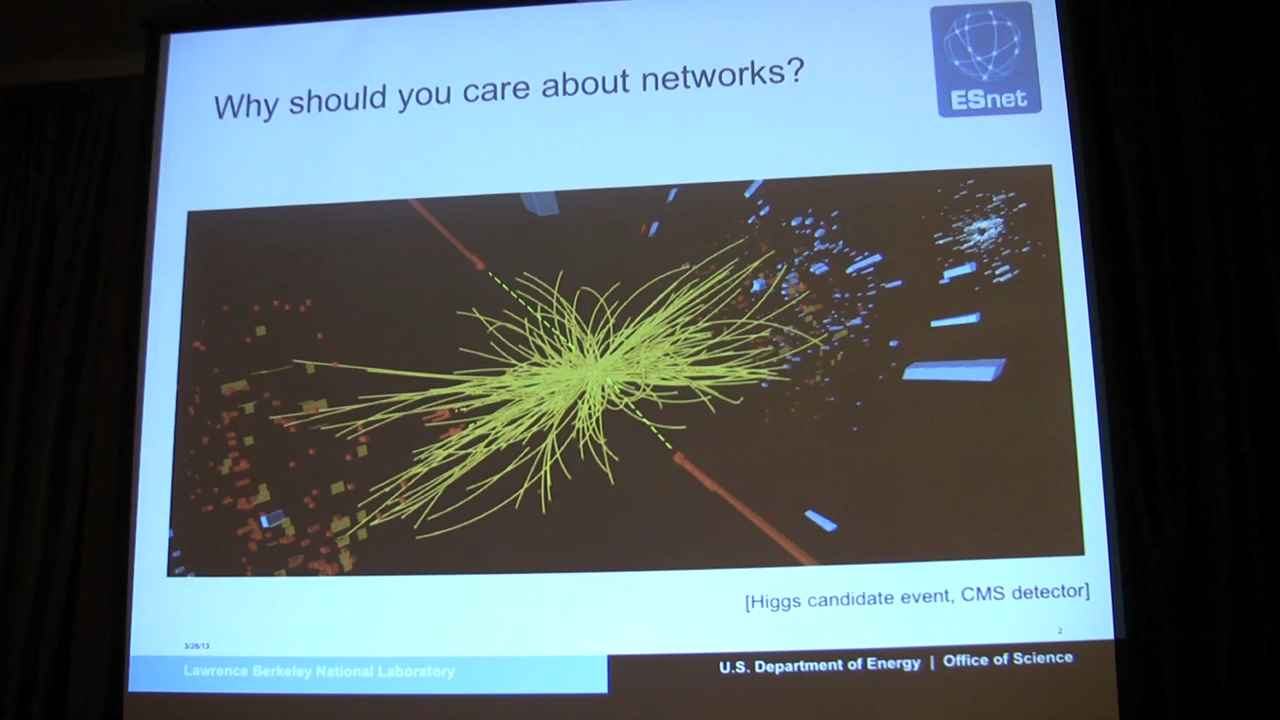 Why should you care about networks?
ESnet
[Higgs candidate event, CMS detector]
2
3/28/13
Lawrence Berkeley National Laboratory
U.S. Department of Energy | Office of Science